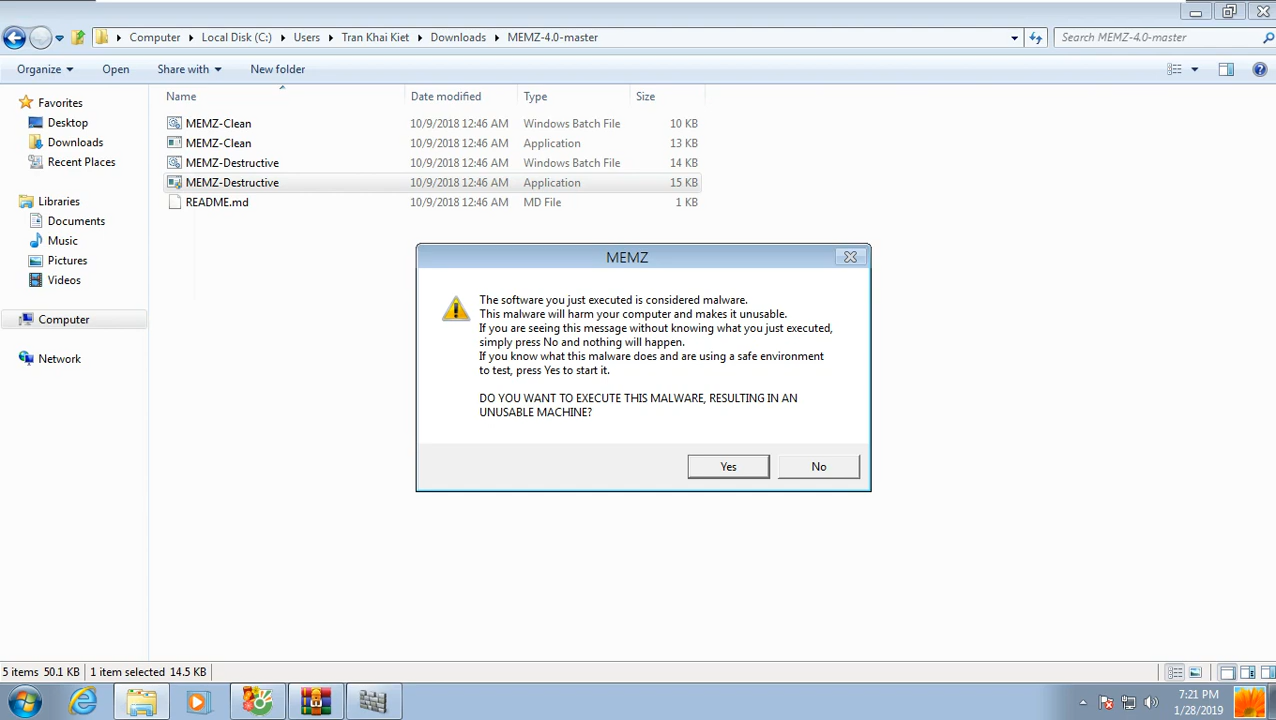 Computer Local Disk (C:) Users Tran Khai Kiet Downloads MEMZ-4.0-master Search MEMZ-4.0-master
Organize Open Share with New folder
Favorites
Desktop
Downloads
Recent Places
Libraries
Documents
Music
Pictures
Videos
Computer
Network
Name Date modified Type Size
MEMZ-Clean 10/9/2018 12:46 AM Windows Batch File 10 KB
MEMZ-Clean 10/9/2018 12:46 AM Application 13 KB
MEMZ-Destructive 10/9/2018 12:46 AM Windows Batch File 14 KB
MEMZ-Destructive 10/9/2018 12:46 AM Application 15 KB
README.md 10/9/2018 12:46 AM MD File 1 KB
MEMZ
The software you just executed is considered malware.
This malware will harm your computer and makes it unusable.
If you are seeing this message without knowing what you just executed,
simply press No and nothing will happen.
If you know what this malware does and are using a safe environment
to test, press Yes to start it.
DO YOU WANT TO EXECUTE THIS MALWARE, RESULTING IN AN
UNUSABLE MACHINE?
Yes No
5 items 50.1 KB 1 item selected 14.5 KB
7:21 PM
1/28/2019